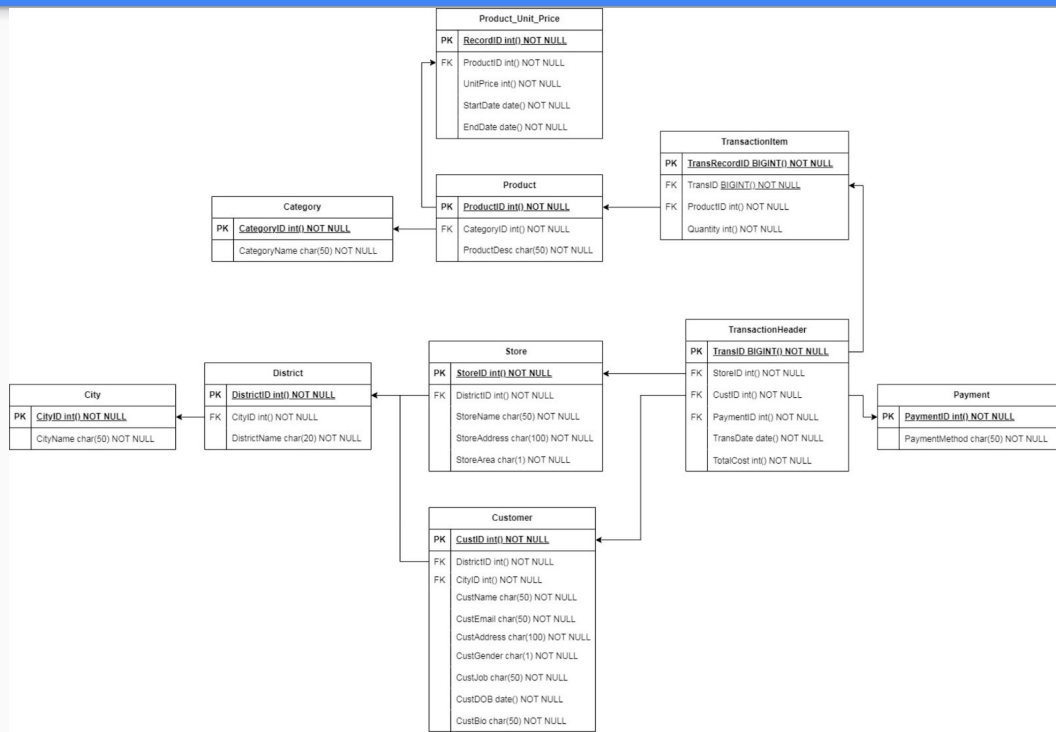 Product_Unit_Price
PK RecordID int() NOT NULL
FK ProductID int() NOT NULL
UnitPrice int() NOT NULL
StartDate date() NOT NULL
EndDate date() NOT NULL
TransactionItem
PK TransRecordID BIGINT() NOT NULL
FK TransID BIGINT() NOT NULL
FK ProductID int() NOT NULL
Quantity int() NOT NULL
Product
PK ProductID int() NOT NULL
FK CategoryID int() NOT NULL
ProductDesc char(50) NOT NULL
Category
PK CategoryID int() NOT NULL
CategoryName char(50) NOT NULL
TransactionHeader
PK TransID BIGINT() NOT NULL
FK StoreID int() NOT NULL
FK CustID int() NOT NULL
FK PaymentID int() NOT NULL
TransDate date() NOT NULL
TotalCost int() NOT NULL
Store
PK StoreID int() NOT NULL
FK DistrictID int() NOT NULL
StoreName char(50) NOT NULL
StoreAddress char(100) NOT NULL
StoreArea char(1) NOT NULL
District
PK DistrictID int() NOT NULL
FK CityID int() NOT NULL
DistrictName char(20) NOT NULL
City
PK CityID int() NOT NULL
CityName char(50) NOT NULL
Payment
PK PaymentID int() NOT NULL
PaymentMethod char(50) NOT NULL
Customer
PK CustID int() NOT NULL
FK DistrictID int() NOT NULL
FK CityID int() NOT NULL
CustName char(50) NOT NULL
CustEmail char(50) NOT NULL
CustAddress char(100) NOT NULL
CustGender char(1) NOT NULL
CustJob char(50) NOT NULL
CustDOB date() NOT NULL
CustBio char(50) NOT NULL